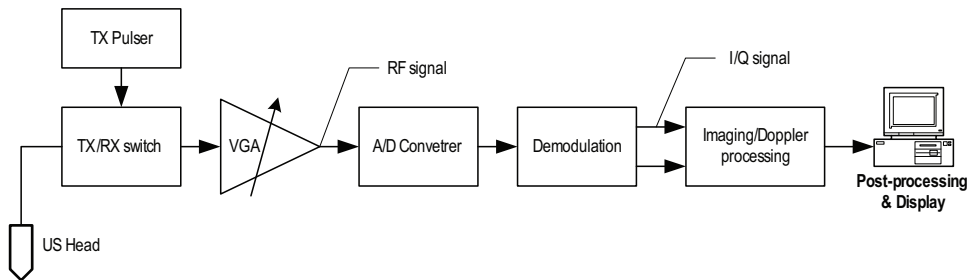 TX Pulser
RF signal
I/Q signal
TX/RX switch
VGA
A/D Convetrer
Demodulation
Imaging/Doppler
processing
Post-processing
& Display
US Head